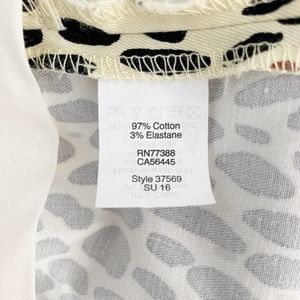 97% Cotton
3% Elastane
RN77388
CA56445
Style 37569
SU 16